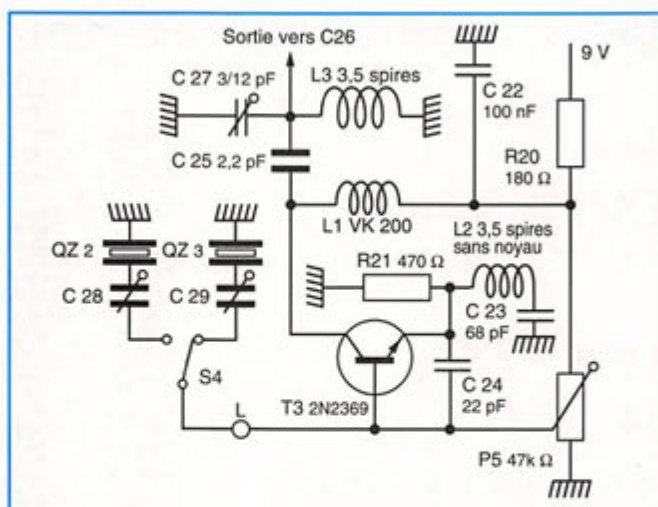 Sortie vers C26
C 27 3/12 pF
L3 3,5 spires
C 22
100 nF
9 V
C 25 2,2 pF
R20
180 Ω
L1 VK 200
QZ 2
QZ 3
L2 3,5 spires
sans noyau
R21 470 Ω
C 28
C 29
C 23
68 pF
S4
C 24
22 pF
L
T3 2N2369
P5 47k Ω